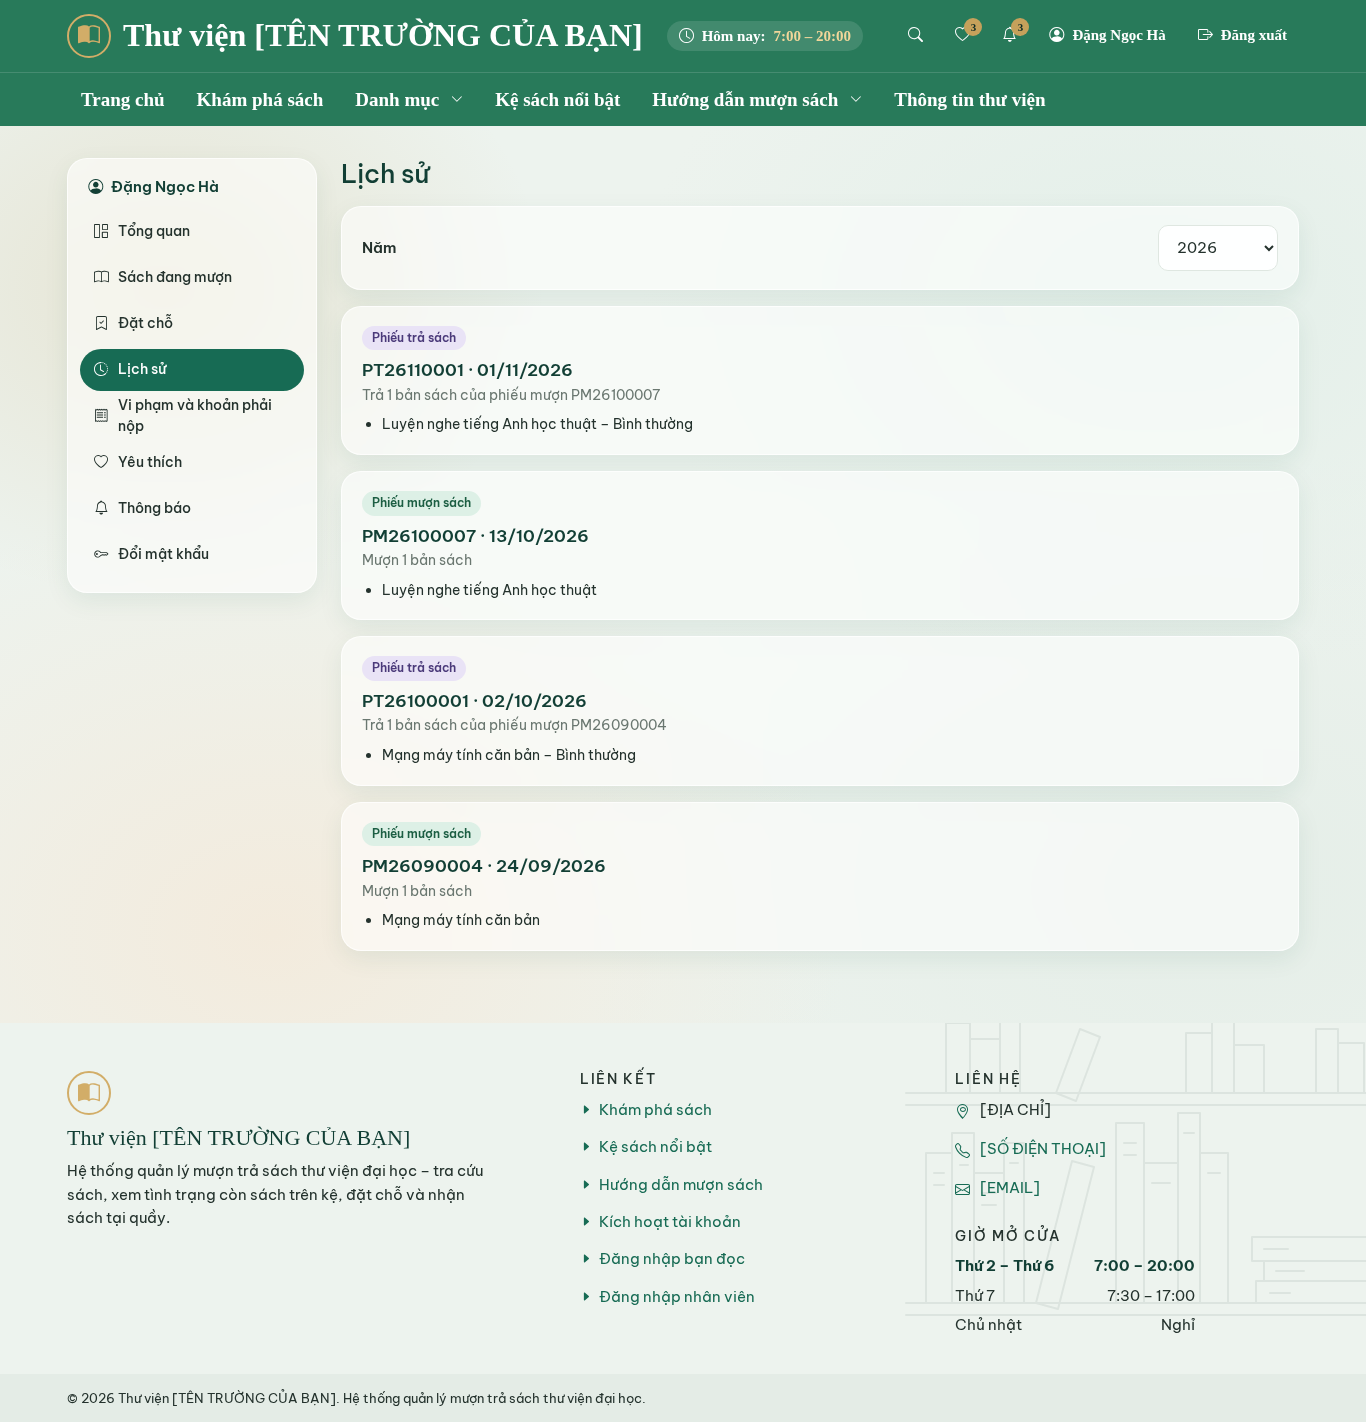 Thư viện [TÊN TRƯỜNG CỦA BẠN]
Hôm nay: 7:00 – 20:00
3
3
Đặng Ngọc Hà
Đăng xuất
Trang chủ
Khám phá sách
Danh mục
Kệ sách nổi bật
Hướng dẫn mượn sách
Thông tin thư viện
Đặng Ngọc Hà
Tổng quan
Sách đang mượn
Đặt chỗ
Lịch sử
Vi phạm và khoản phải
nộp
Yêu thích
Thông báo
Đổi mật khẩu
Lịch sử
Năm
2026
Phiếu trả sách
PT26110001 · 01/11/2026
Trả 1 bản sách của phiếu mượn PM26100007
• Luyện nghe tiếng Anh học thuật – Bình thường
Phiếu mượn sách
PM26100007 · 13/10/2026
Mượn 1 bản sách
• Luyện nghe tiếng Anh học thuật
Phiếu trả sách
PT26100001 · 02/10/2026
Trả 1 bản sách của phiếu mượn PM26090004
• Mạng máy tính căn bản – Bình thường
Phiếu mượn sách
PM26090004 · 24/09/2026
Mượn 1 bản sách
• Mạng máy tính căn bản
Thư viện [TÊN TRƯỜNG CỦA BẠN]
Hệ thống quản lý mượn trả sách thư viện đại học – tra cứu
sách, xem tình trạng còn sách trên kệ, đặt chỗ và nhận
sách tại quầy.
LIÊN KẾT
Khám phá sách
Kệ sách nổi bật
Hướng dẫn mượn sách
Kích hoạt tài khoản
Đăng nhập bạn đọc
Đăng nhập nhân viên
LIÊN HỆ
[ĐỊA CHỈ]
[SỐ ĐIỆN THOẠI]
[EMAIL]
GIỜ MỞ CỬA
Thứ 2 – Thứ 6 7:00 – 20:00
Thứ 7 7:30 – 17:00
Chủ nhật Nghỉ
© 2026 Thư viện [TÊN TRƯỜNG CỦA BẠN]. Hệ thống quản lý mượn trả sách thư viện đại học.